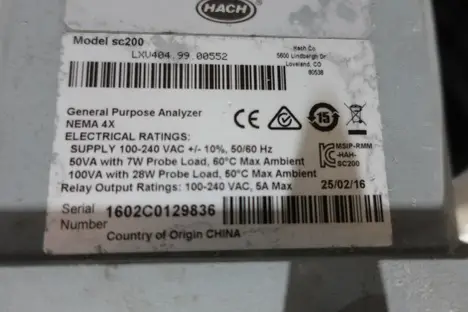 HACH
Model sc200
LXV404.99.00552
Hach Co
5600 Lindbergh Dr
Loveland, CO
80538
General Purpose Analyzer
NEMA 4X
ELECTRICAL RATINGS:
SUPPLY 100-240 VAC +/- 10%, 50/60 Hz
50VA with 7W Probe Load, 60°C Max Ambient
100VA with 28W Probe Load, 50°C Max Ambient
Relay Output Ratings: 100-240 VAC, 5A Max
CE
15
MSIP-RMM
-HAH-
SC200
25/02/16
Serial Number 1602C0129836
Country of Origin CHINA